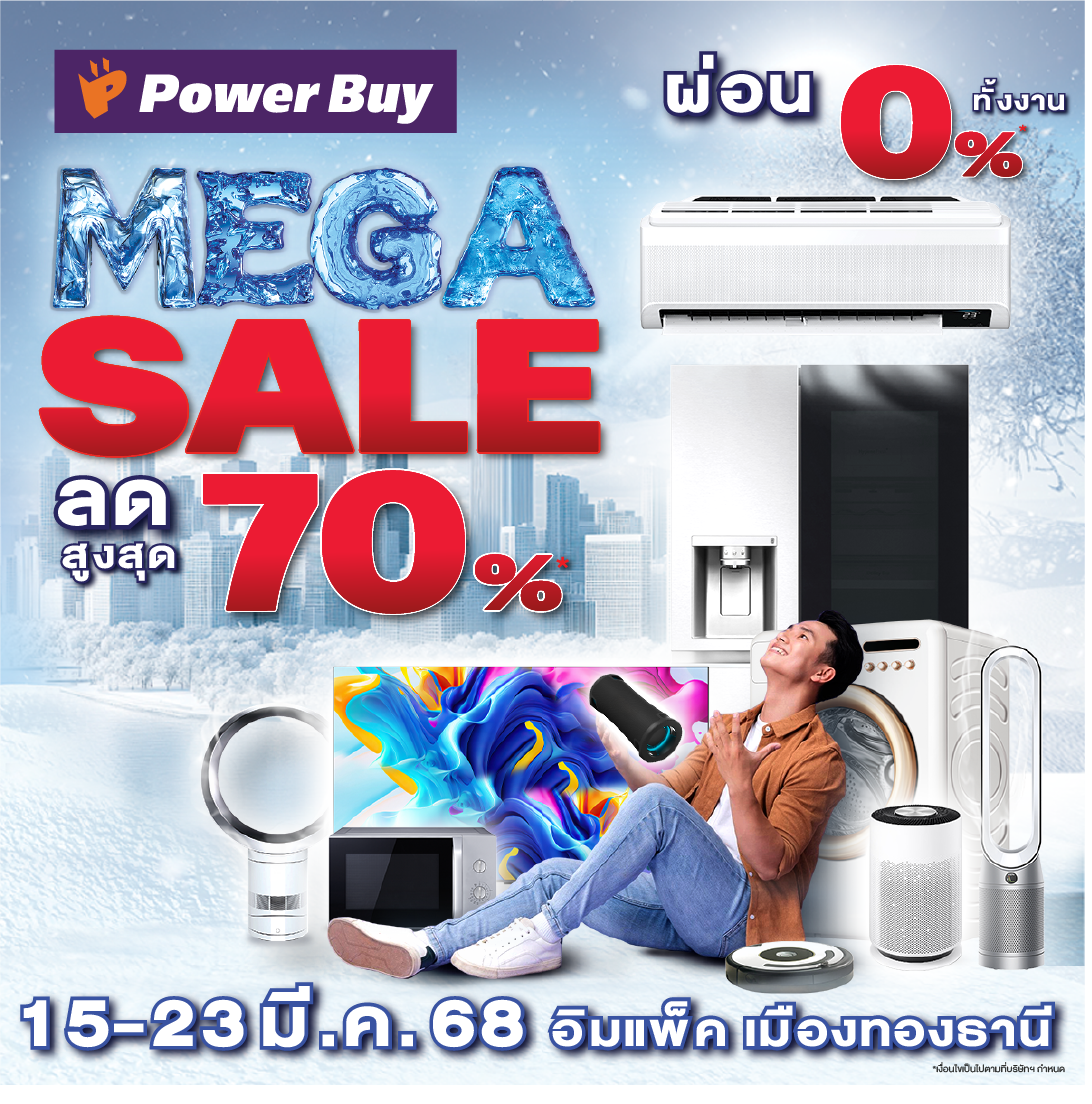 Power Buy
ผ่อน 0%* ทั้งงาน
MEGA
SALE
ลดสูงสุด 70%*
23°
15-23 มี.ค. 68 อิมแพ็ค เมืองทองธานี
*เงื่อนไขเป็นไปตามที่บริษัทฯ กำหนด